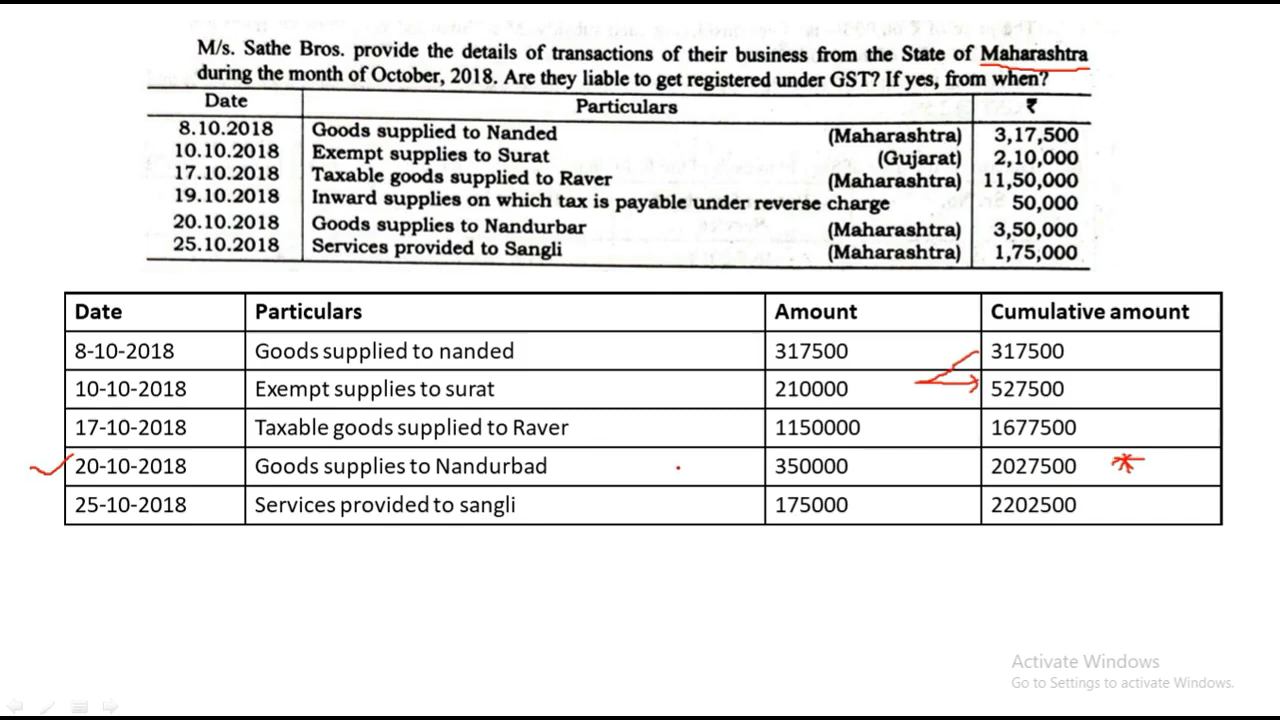 M/s. Sathe Bros. provide the details of transactions of their business from the State of Maharashtra
during the month of October, 2018. Are they liable to get registered under GST? If yes, from when?
Date Particulars ₹
8.10.2018 Goods supplied to Nanded (Maharashtra) 3,17,500
10.10.2018 Exempt supplies to Surat (Gujarat) 2,10,000
17.10.2018 Taxable goods supplied to Raver (Maharashtra) 11,50,000
19.10.2018 Inward supplies on which tax is payable under reverse charge 50,000
20.10.2018 Goods supplies to Nandurbar (Maharashtra) 3,50,000
25.10.2018 Services provided to Sangli (Maharashtra) 1,75,000
Date Particulars Amount Cumulative amount
8-10-2018 Goods supplied to nanded 317500 317500
10-10-2018 Exempt supplies to surat 210000 527500
17-10-2018 Taxable goods supplied to Raver 1150000 1677500
20-10-2018 Goods supplies to Nandurbad 350000 2027500
25-10-2018 Services provided to sangli 175000 2202500
Activate Windows
Go to Settings to activate Windows.